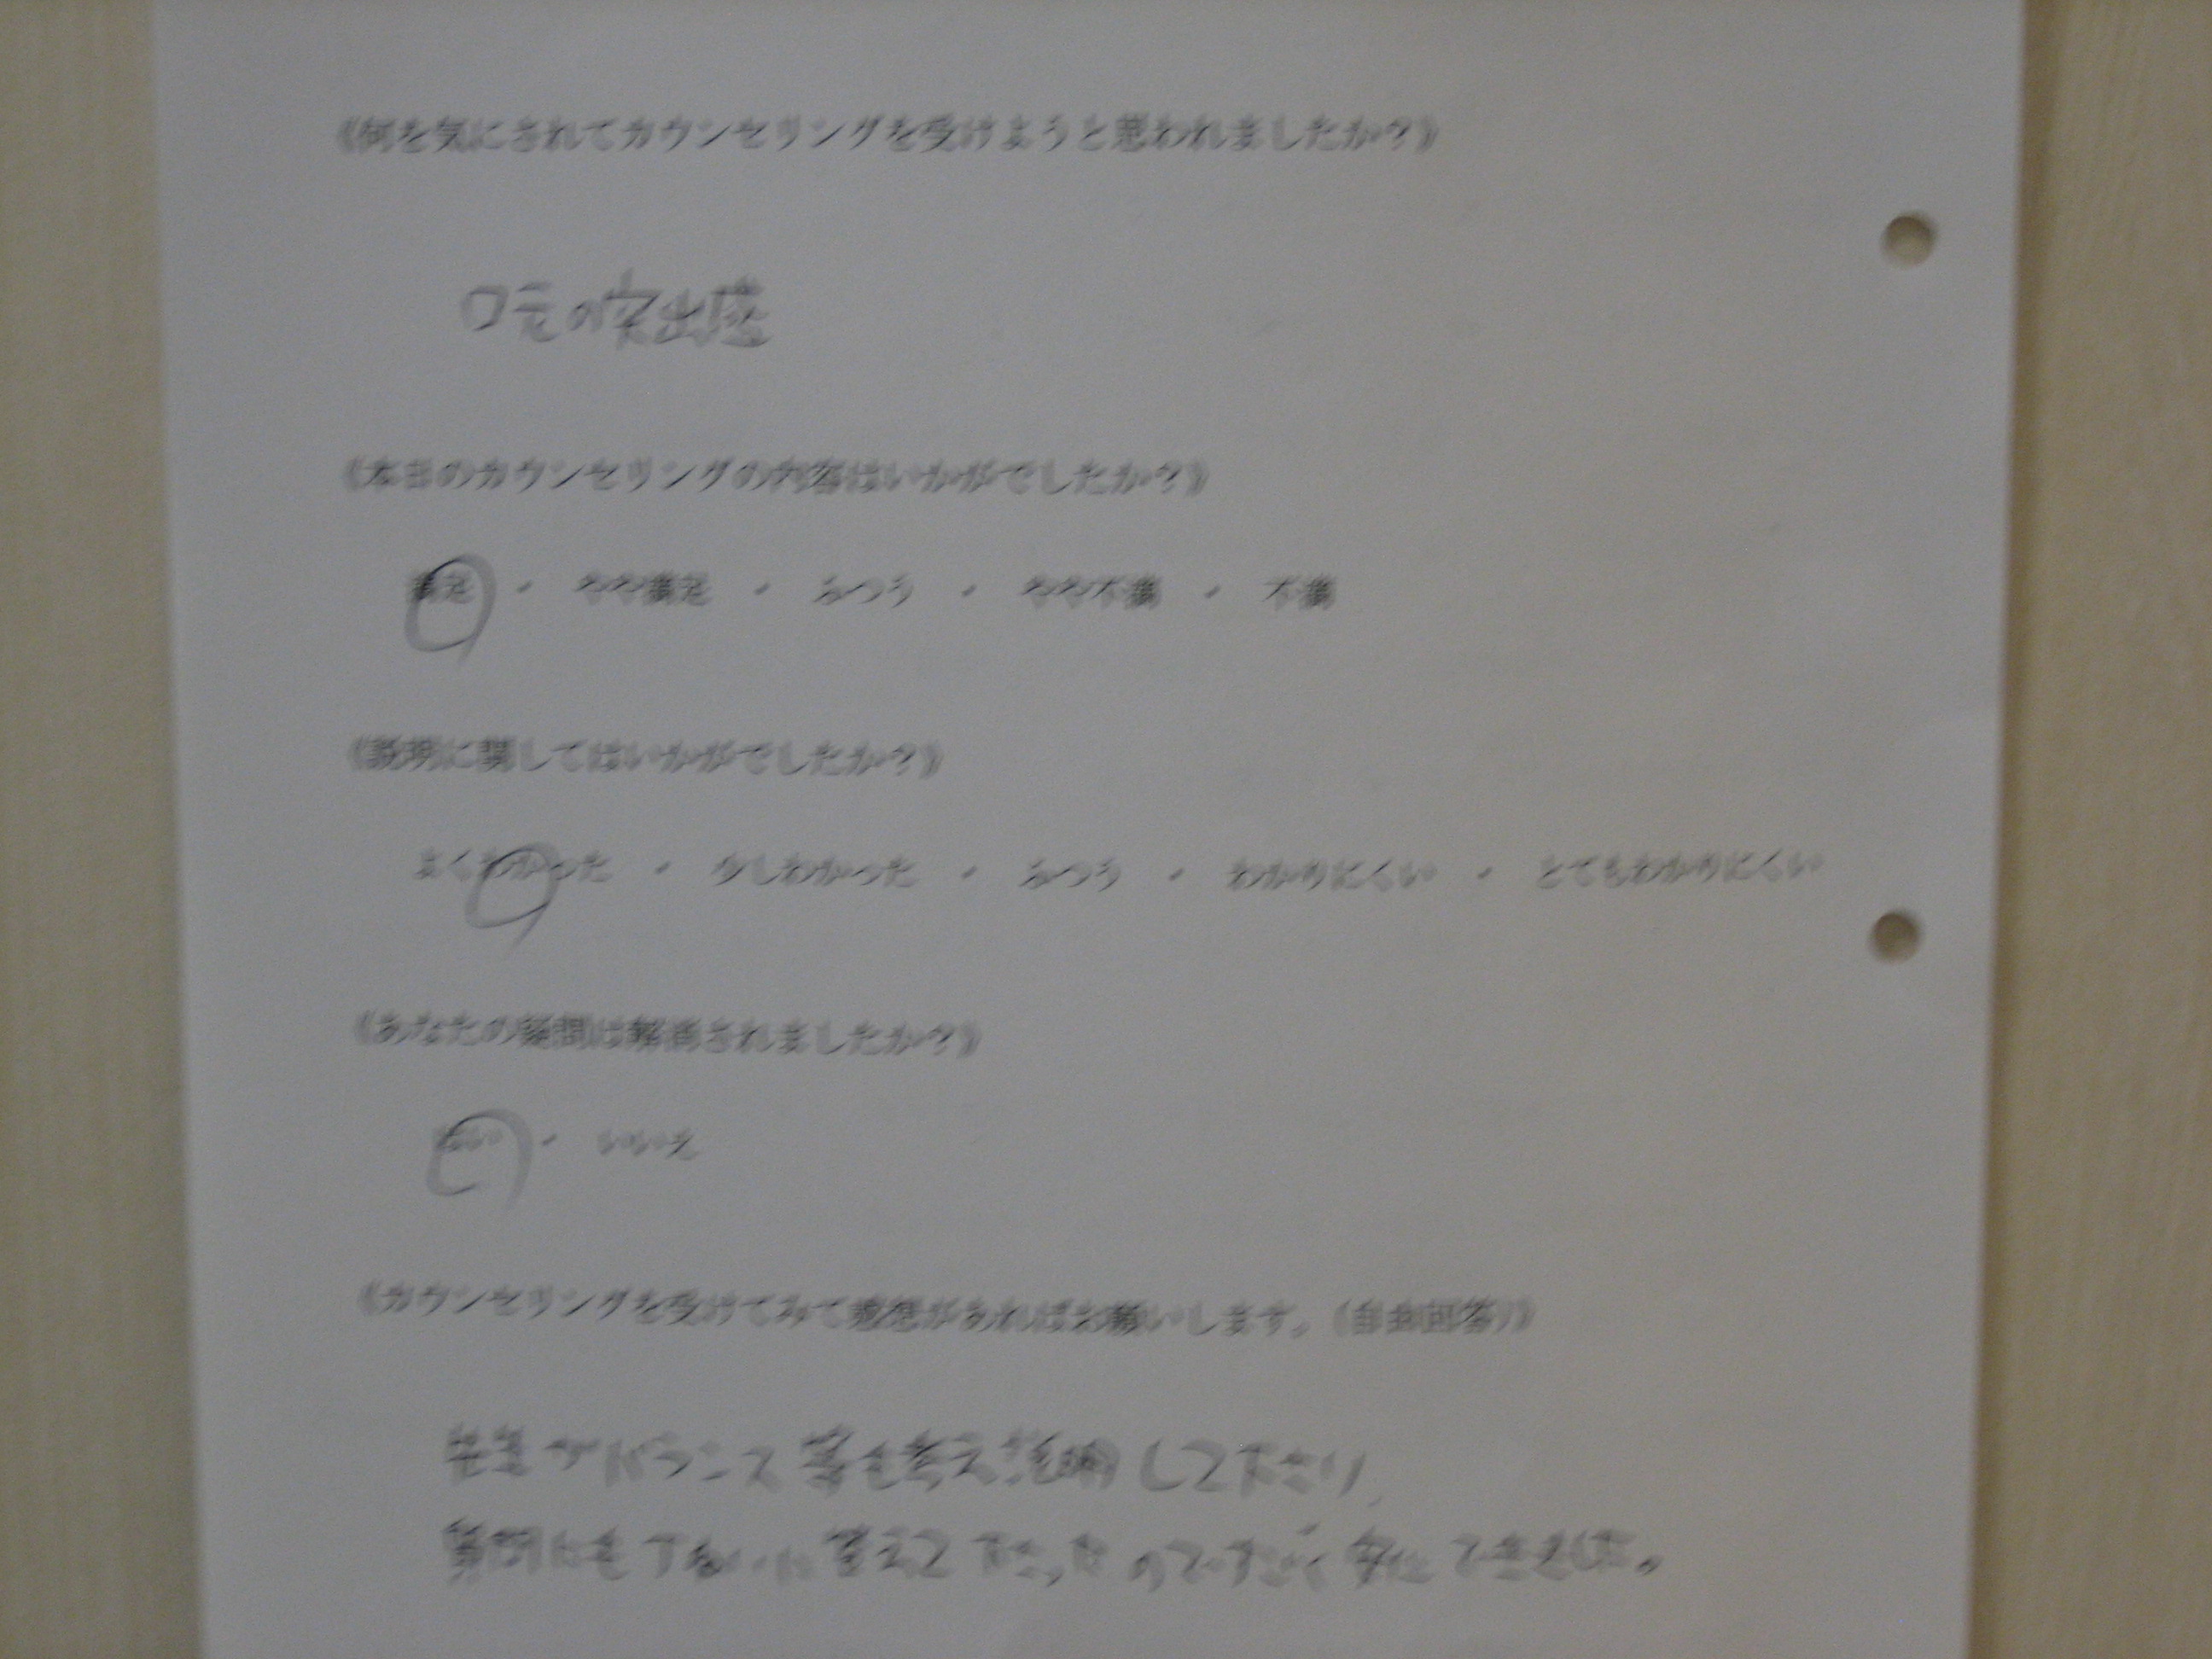 《何を気にされてカウンセリングを受けようと思われましたか?》
口元の突出感
《本日のカウンセリングの内容はいかがでしたか?》
満足 ・ やや満足 ・ ふつう ・ やや不満 ・ 不満
《説明に関してはいかがでしたか?》
よくわかった ・ 少しわかった ・ ふつう ・ わかりにくい ・ とてもわかりにくい
《あなたの疑問は解消されましたか?》
はい ・ いいえ
《カウンセリングを受けてみて感想があればお願いします。(自由回答)》
先生がバランス等も考え説明して下さり、
質問にも丁ねいに答えて下さったのですごく安心できました。